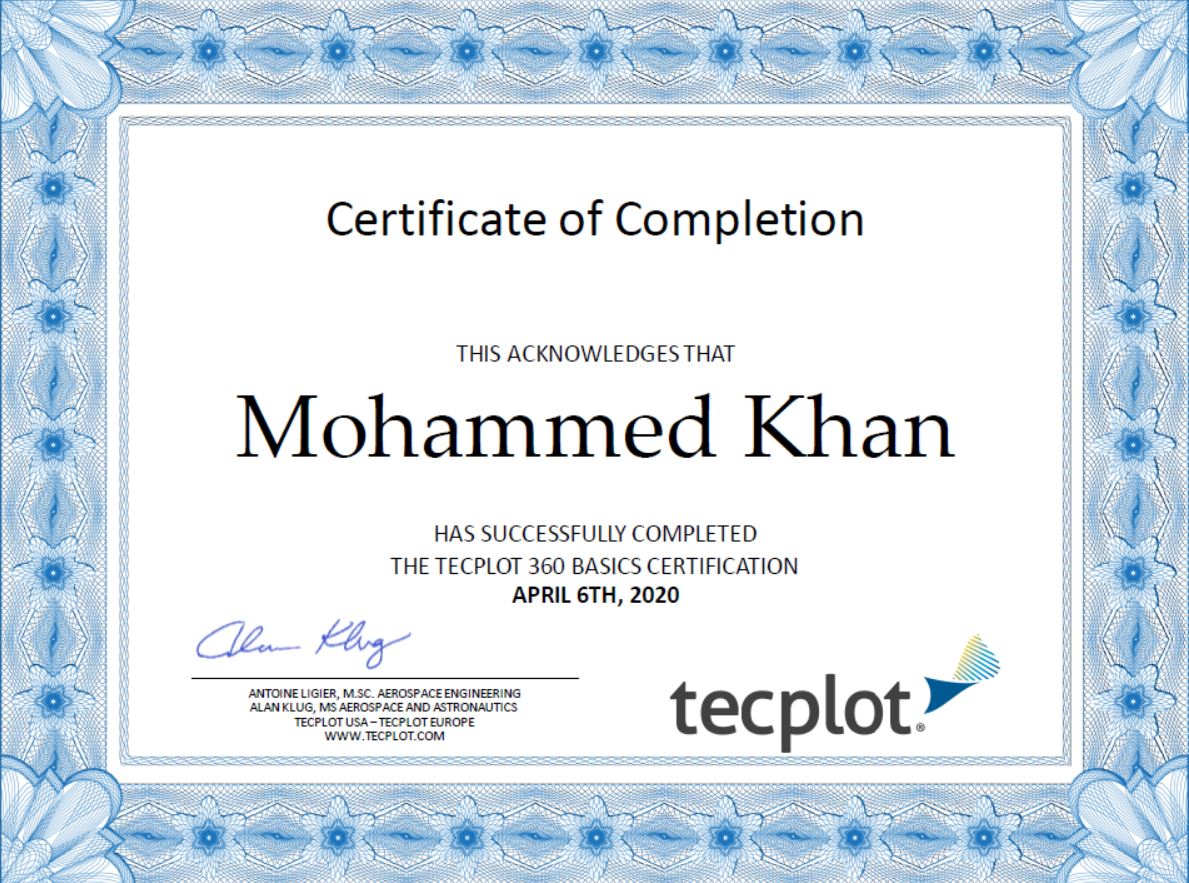 Certificate of Completion
THIS ACKNOWLEDGES THAT
Mohammed Khan
HAS SUCCESSFULLY COMPLETED
THE TECPLOT 360 BASICS CERTIFICATION
APRIL 6TH, 2020
Alan Klug
ANTOINE LIGIER, M.SC. AEROSPACE ENGINEERING
ALAN KLUG, MS AEROSPACE AND ASTRONAUTICS
TECPLOT USA – TECPLOT EUROPE
WWW.TECPLOT.COM
tecplot®